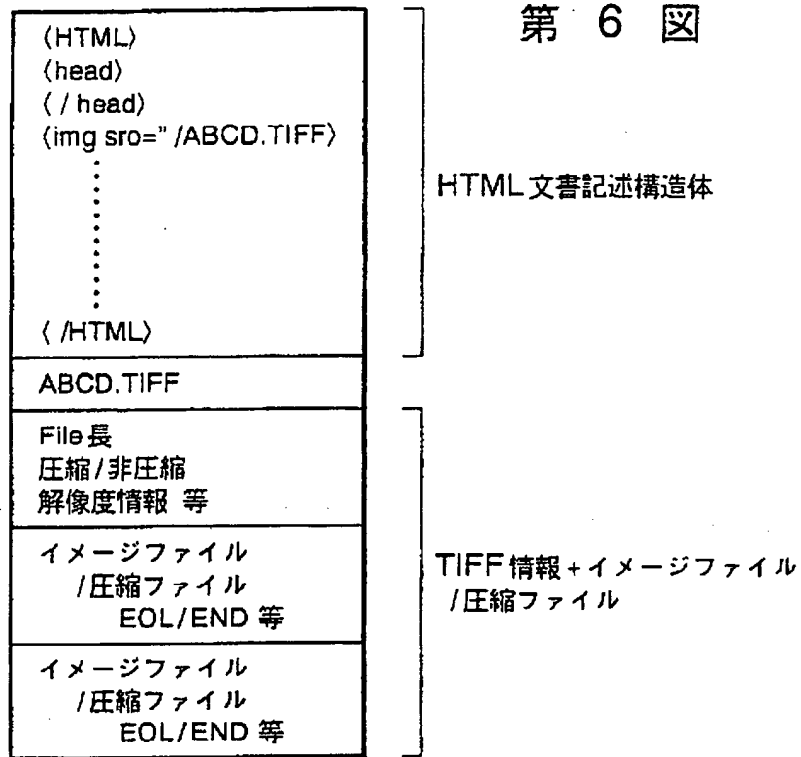 第 6 図
〈HTML〉
〈head〉
〈 / head〉
〈img sro=" /ABCD.TIFF〉
〈 /HTML〉
HTML文書記述構造体
ABCD.TIFF
File長
圧縮/非圧縮
解像度情報 等
イメージファイル
/圧縮ファイル
EOL/END 等
イメージファイル
/圧縮ファイル
EOL/END 等
TIFF情報+イメージファイル
/圧縮ファイル